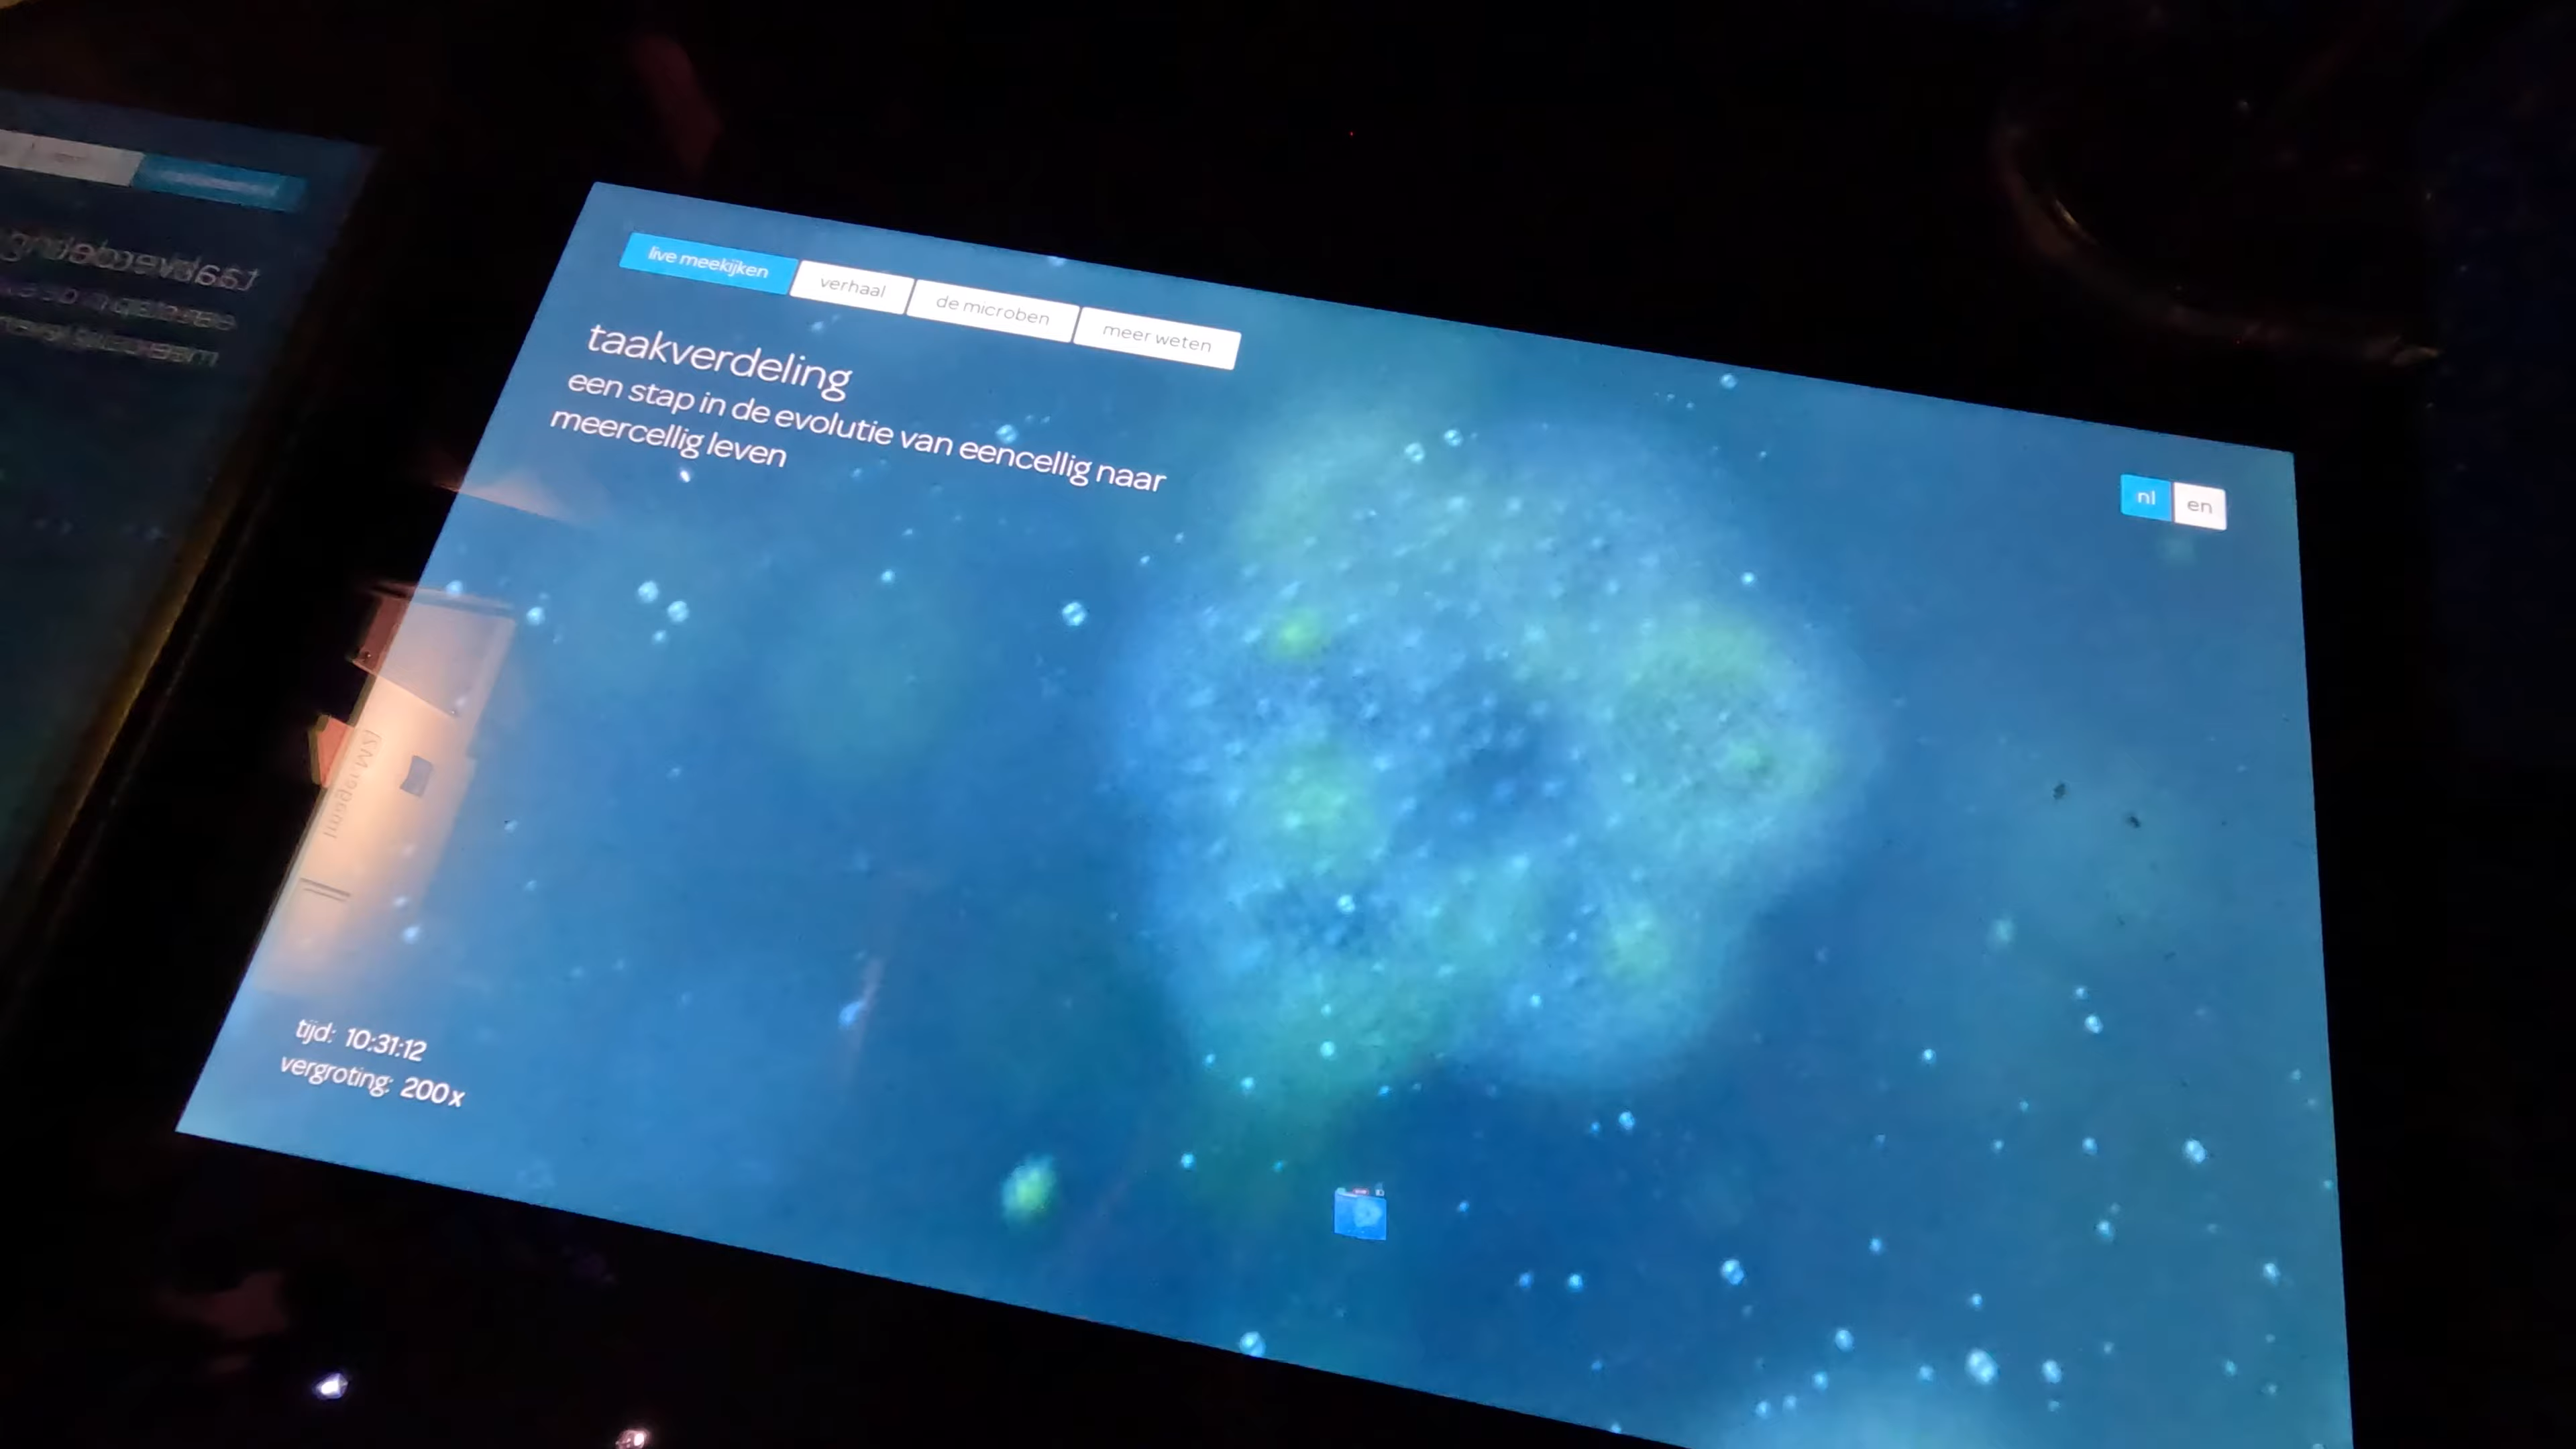 live meekijken
verhaal
de microben
meer weten
taakverdeling
een stap in de evolutie van eencellig naar
meercellig leven
nl
en
tijd: 10:31:12
vergroting: 200x